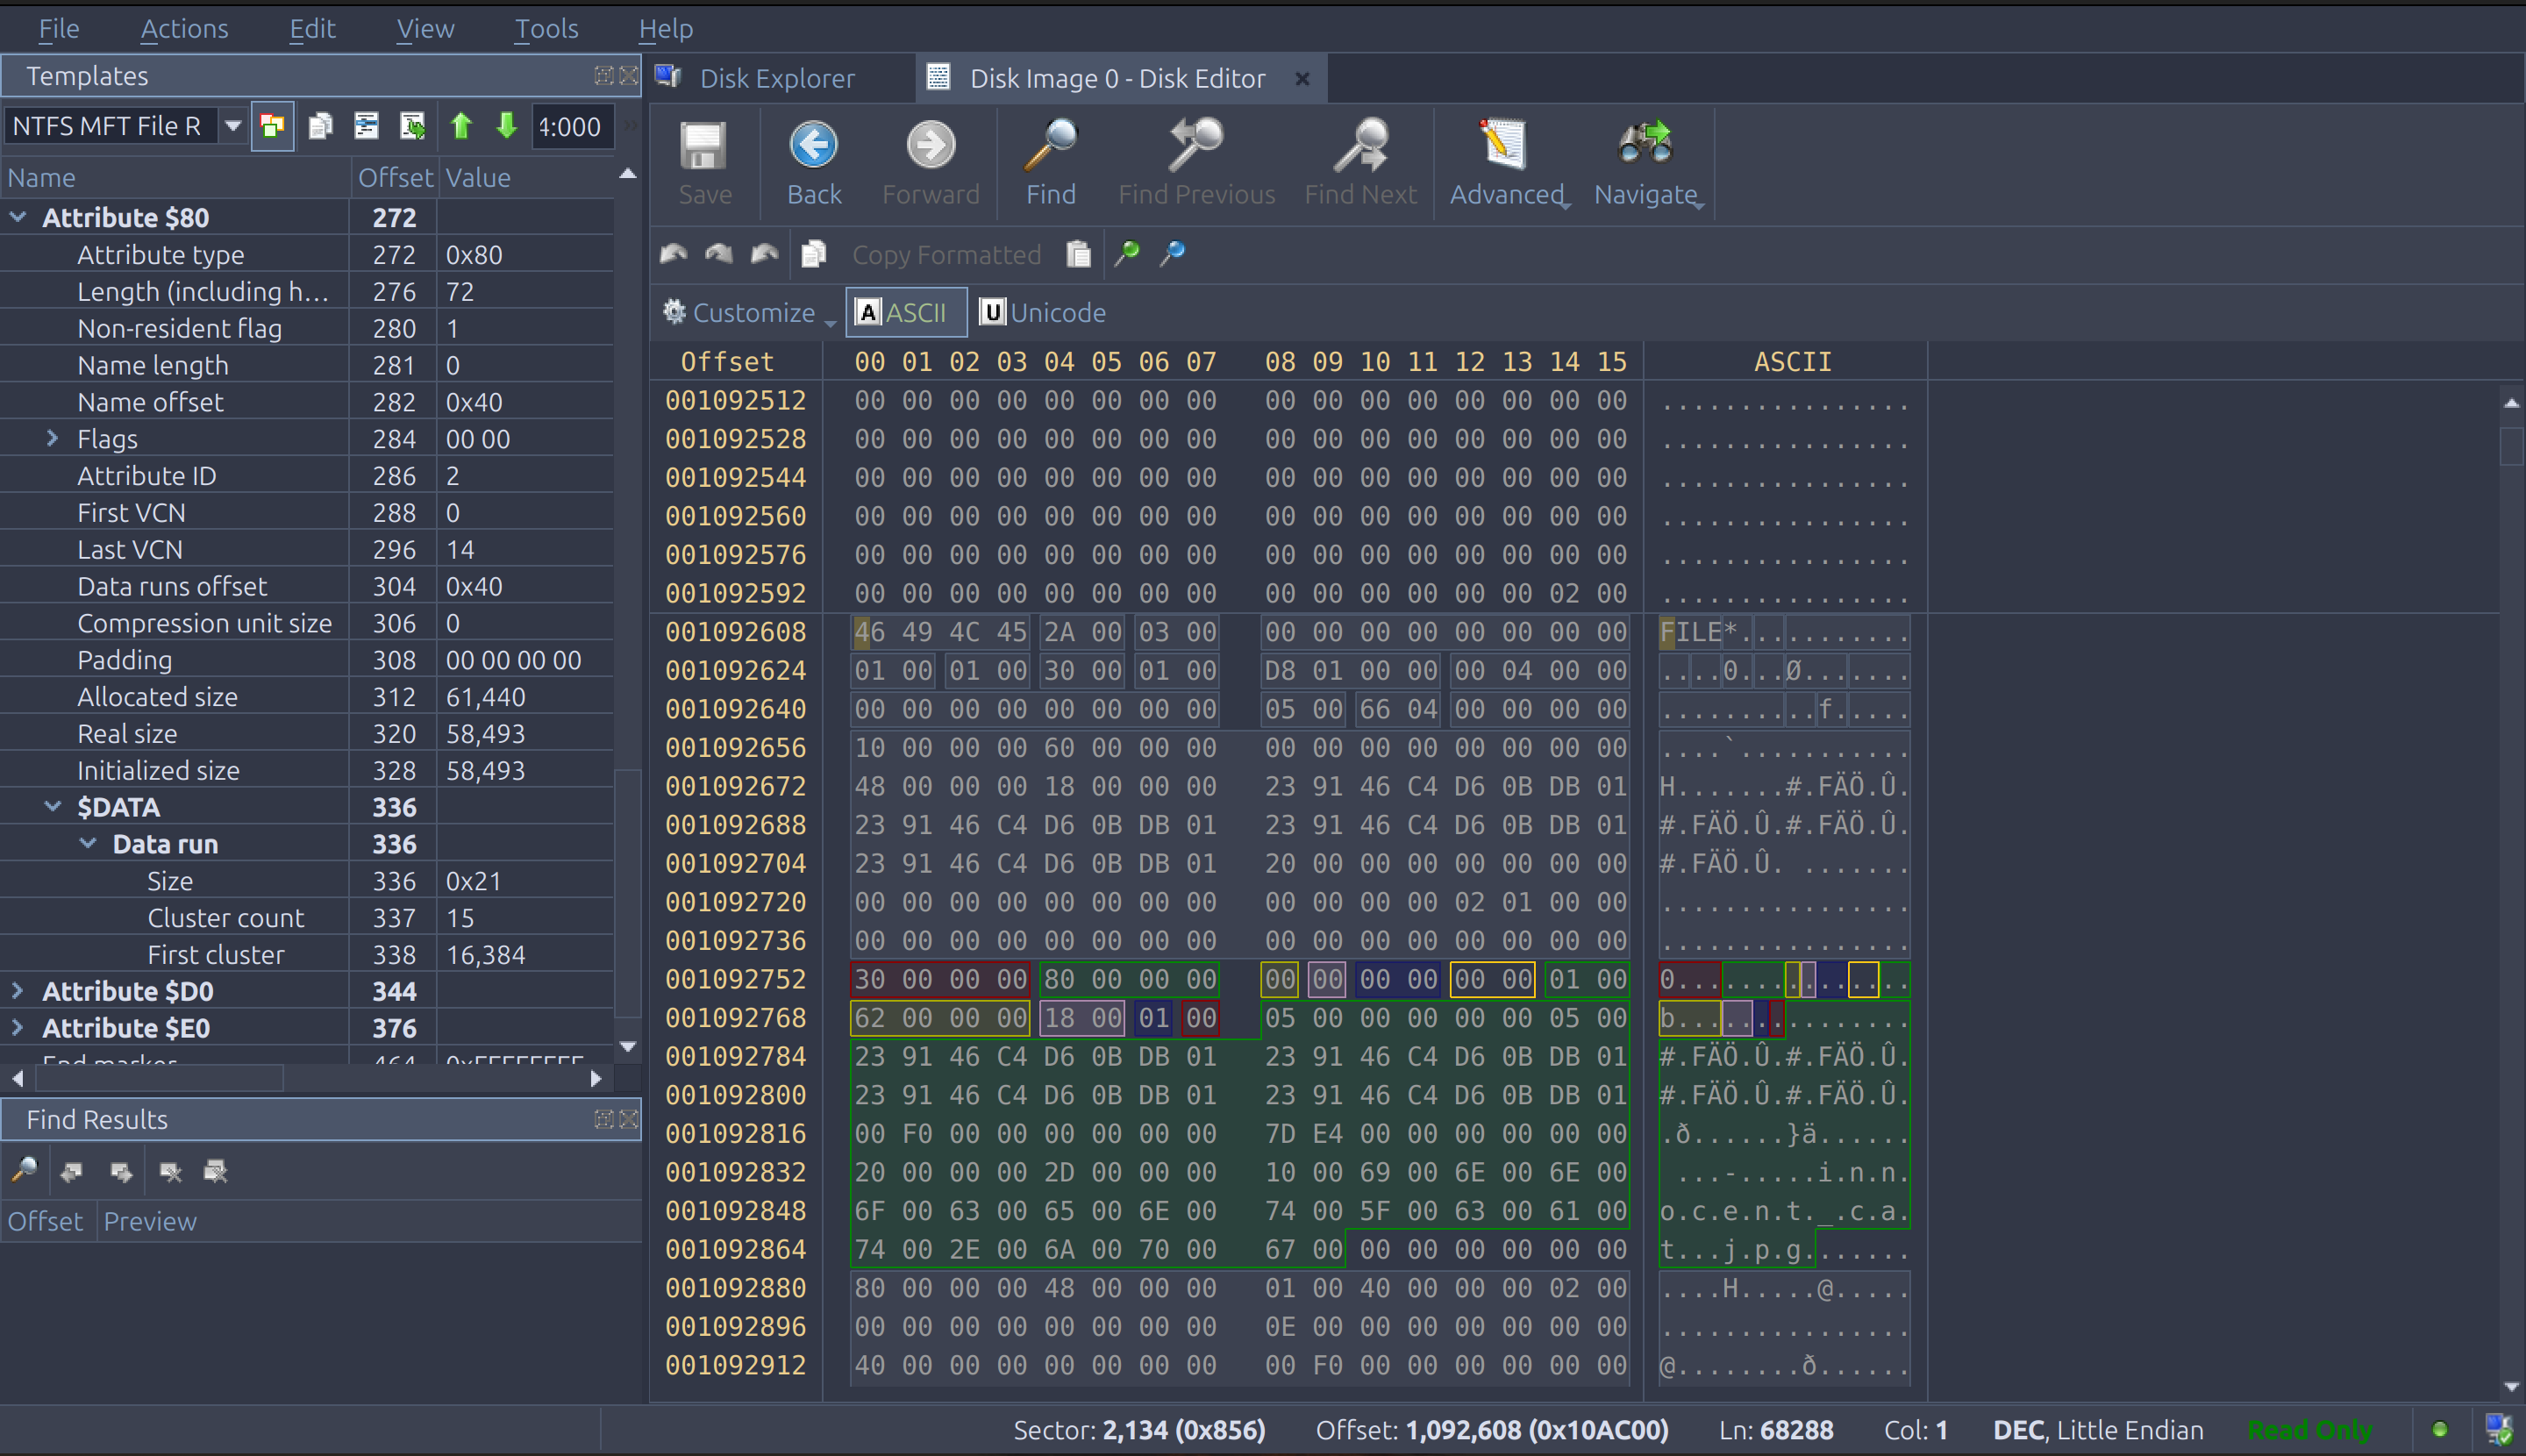 File Actions Edit View Tools Help
Templates
NTFS MFT File R
4:000
Name Offset Value
Attribute $80 272
Attribute type 272 0x80
Length (including h... 276 72
Non-resident flag 280 1
Name length 281 0
Name offset 282 0x40
Flags 284 00 00
Attribute ID 286 2
First VCN 288 0
Last VCN 296 14
Data runs offset 304 0x40
Compression unit size 306 0
Padding 308 00 00 00 00
Allocated size 312 61,440
Real size 320 58,493
Initialized size 328 58,493
$DATA 336
Data run 336
Size 336 0x21
Cluster count 337 15
First cluster 338 16,384
Attribute $D0 344
Attribute $E0 376
End marker 464 0xFFFFFFFF
Find Results
Offset Preview
Disk Explorer Disk Image 0 - Disk Editor
Save Back Forward Find Find Previous Find Next Advanced Navigate
Copy Formatted
Customize A ASCII U Unicode
Offset 00 01 02 03 04 05 06 07 08 09 10 11 12 13 14 15 ASCII
001092512 00 00 00 00 00 00 00 00 00 00 00 00 00 00 00 00 ................
001092528 00 00 00 00 00 00 00 00 00 00 00 00 00 00 00 00 ................
001092544 00 00 00 00 00 00 00 00 00 00 00 00 00 00 00 00 ................
001092560 00 00 00 00 00 00 00 00 00 00 00 00 00 00 00 00 ................
001092576 00 00 00 00 00 00 00 00 00 00 00 00 00 00 00 00 ................
001092592 00 00 00 00 00 00 00 00 00 00 00 00 00 00 02 00 ................
001092608 46 49 4C 45 2A 00 03 00 00 00 00 00 00 00 00 00 FILE*...........
001092624 01 00 01 00 30 00 01 00 D8 01 00 00 00 04 00 00 ....0...Ø.......
001092640 00 00 00 00 00 00 00 00 05 00 66 04 00 00 00 00 ..........f.....
001092656 10 00 00 00 60 00 00 00 00 00 00 00 00 00 00 00 ....`...........
001092672 48 00 00 00 18 00 00 00 23 91 46 C4 D6 0B DB 01 H.......#.FÄÖ.Û.
001092688 23 91 46 C4 D6 0B DB 01 23 91 46 C4 D6 0B DB 01 #.FÄÖ.Û.#.FÄÖ.Û.
001092704 23 91 46 C4 D6 0B DB 01 20 00 00 00 00 00 00 00 #.FÄÖ.Û. .......
001092720 00 00 00 00 00 00 00 00 00 00 00 00 02 01 00 00 ................
001092736 00 00 00 00 00 00 00 00 00 00 00 00 00 00 00 00 ................
001092752 30 00 00 00 80 00 00 00 00 00 00 00 00 00 01 00 0...............
001092768 62 00 00 00 18 00 01 00 05 00 00 00 00 00 05 00 b...............
001092784 23 91 46 C4 D6 0B DB 01 23 91 46 C4 D6 0B DB 01 #.FÄÖ.Û.#.FÄÖ.Û.
001092800 23 91 46 C4 D6 0B DB 01 23 91 46 C4 D6 0B DB 01 #.FÄÖ.Û.#.FÄÖ.Û.
001092816 00 F0 00 00 00 00 00 00 7D E4 00 00 00 00 00 00 .ð......}ä......
001092832 20 00 00 00 2D 00 00 00 10 00 69 00 6E 00 6E 00 ...-.....i.n.n.
001092848 6F 00 63 00 65 00 6E 00 74 00 5F 00 63 00 61 00 o.c.e.n.t._.c.a.
001092864 74 00 2E 00 6A 00 70 00 67 00 00 00 00 00 00 00 t...j.p.g.......
001092880 80 00 00 00 48 00 00 00 01 00 40 00 00 00 02 00 ....H.....@.....
001092896 00 00 00 00 00 00 00 00 0E 00 00 00 00 00 00 00 ................
001092912 40 00 00 00 00 00 00 00 00 F0 00 00 00 00 00 00 @........ð......
Sector: 2,134 (0x856) Offset: 1,092,608 (0x10AC00) Ln: 68288 Col: 1 DEC, Little Endian Read Only